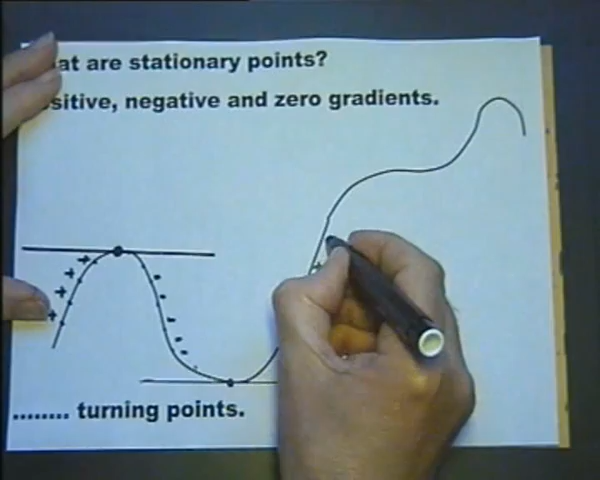 at are stationary points?
sitive, negative and zero gradients.
........ turning points.